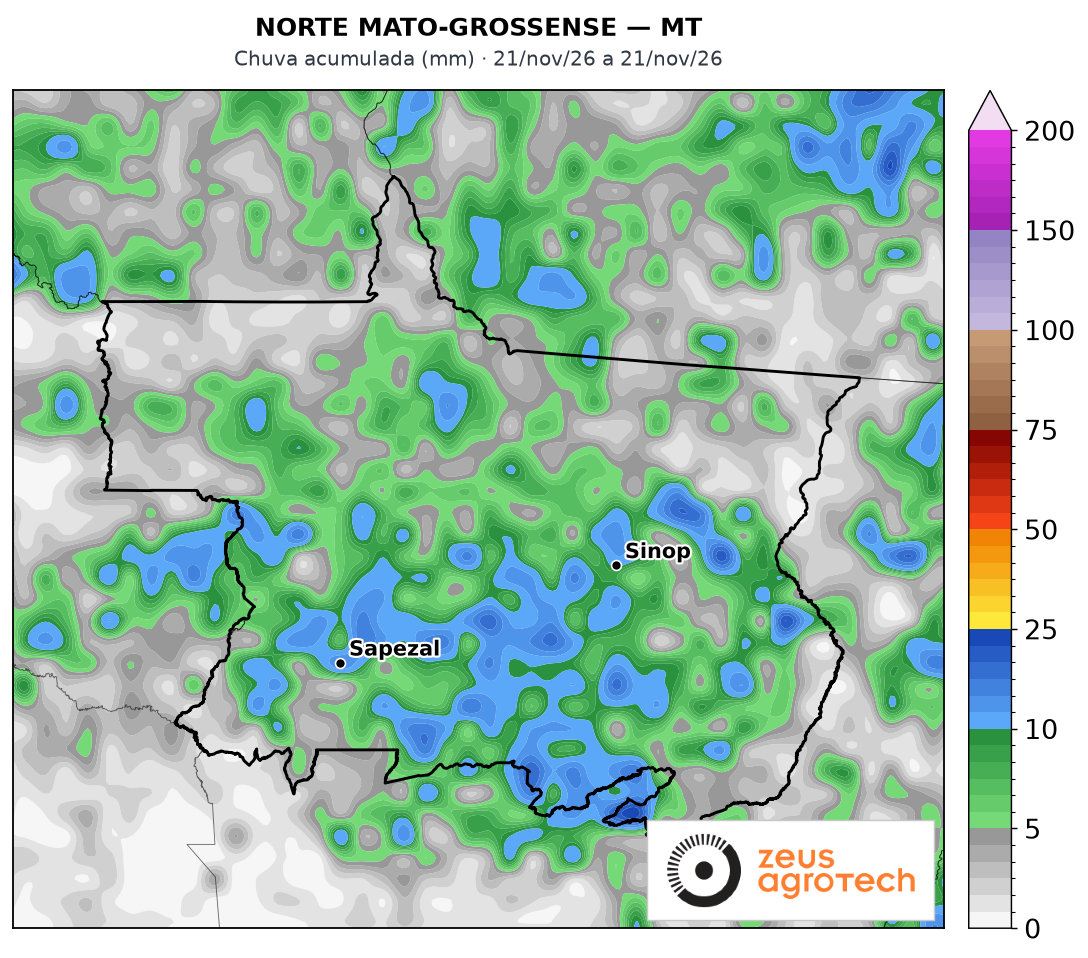 NORTE MATO-GROSSENSE — MT
Chuva acumulada (mm) · 21/nov/26 a 21/nov/26
200
150
100
75
50
25
10
5
0
Sinop
Sapezal
zeus
agrotech